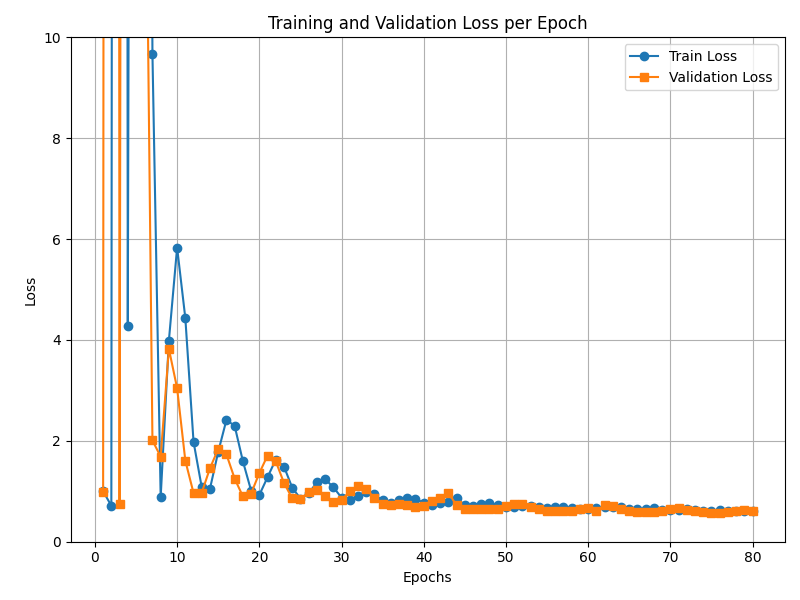 Training and Validation Loss per Epoch
Train Loss
Validation Loss
Loss
10
8
6
4
2
0
0 10 20 30 40 50 60 70 80
Epochs